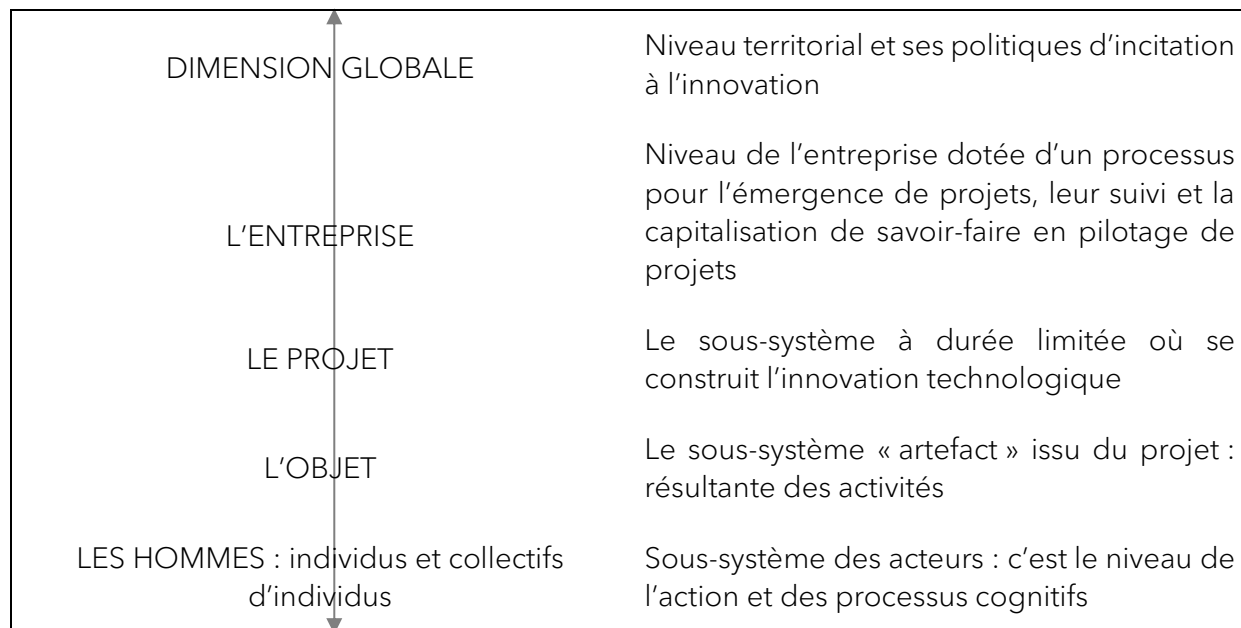 DIMENSION GLOBALE
Niveau territorial et ses politiques d’incitation
à l’innovation
L’ENTREPRISE
Niveau de l’entreprise dotée d’un processus
pour l’émergence de projets, leur suivi et la
capitalisation de savoir-faire en pilotage de
projets
LE PROJET
Le sous-système à durée limitée où se
construit l’innovation technologique
L’OBJET
Le sous-système « artefact » issu du projet :
résultante des activités
LES HOMMES : individus et collectifs
d’individus
Sous-système des acteurs : c’est le niveau de
l’action et des processus cognitifs